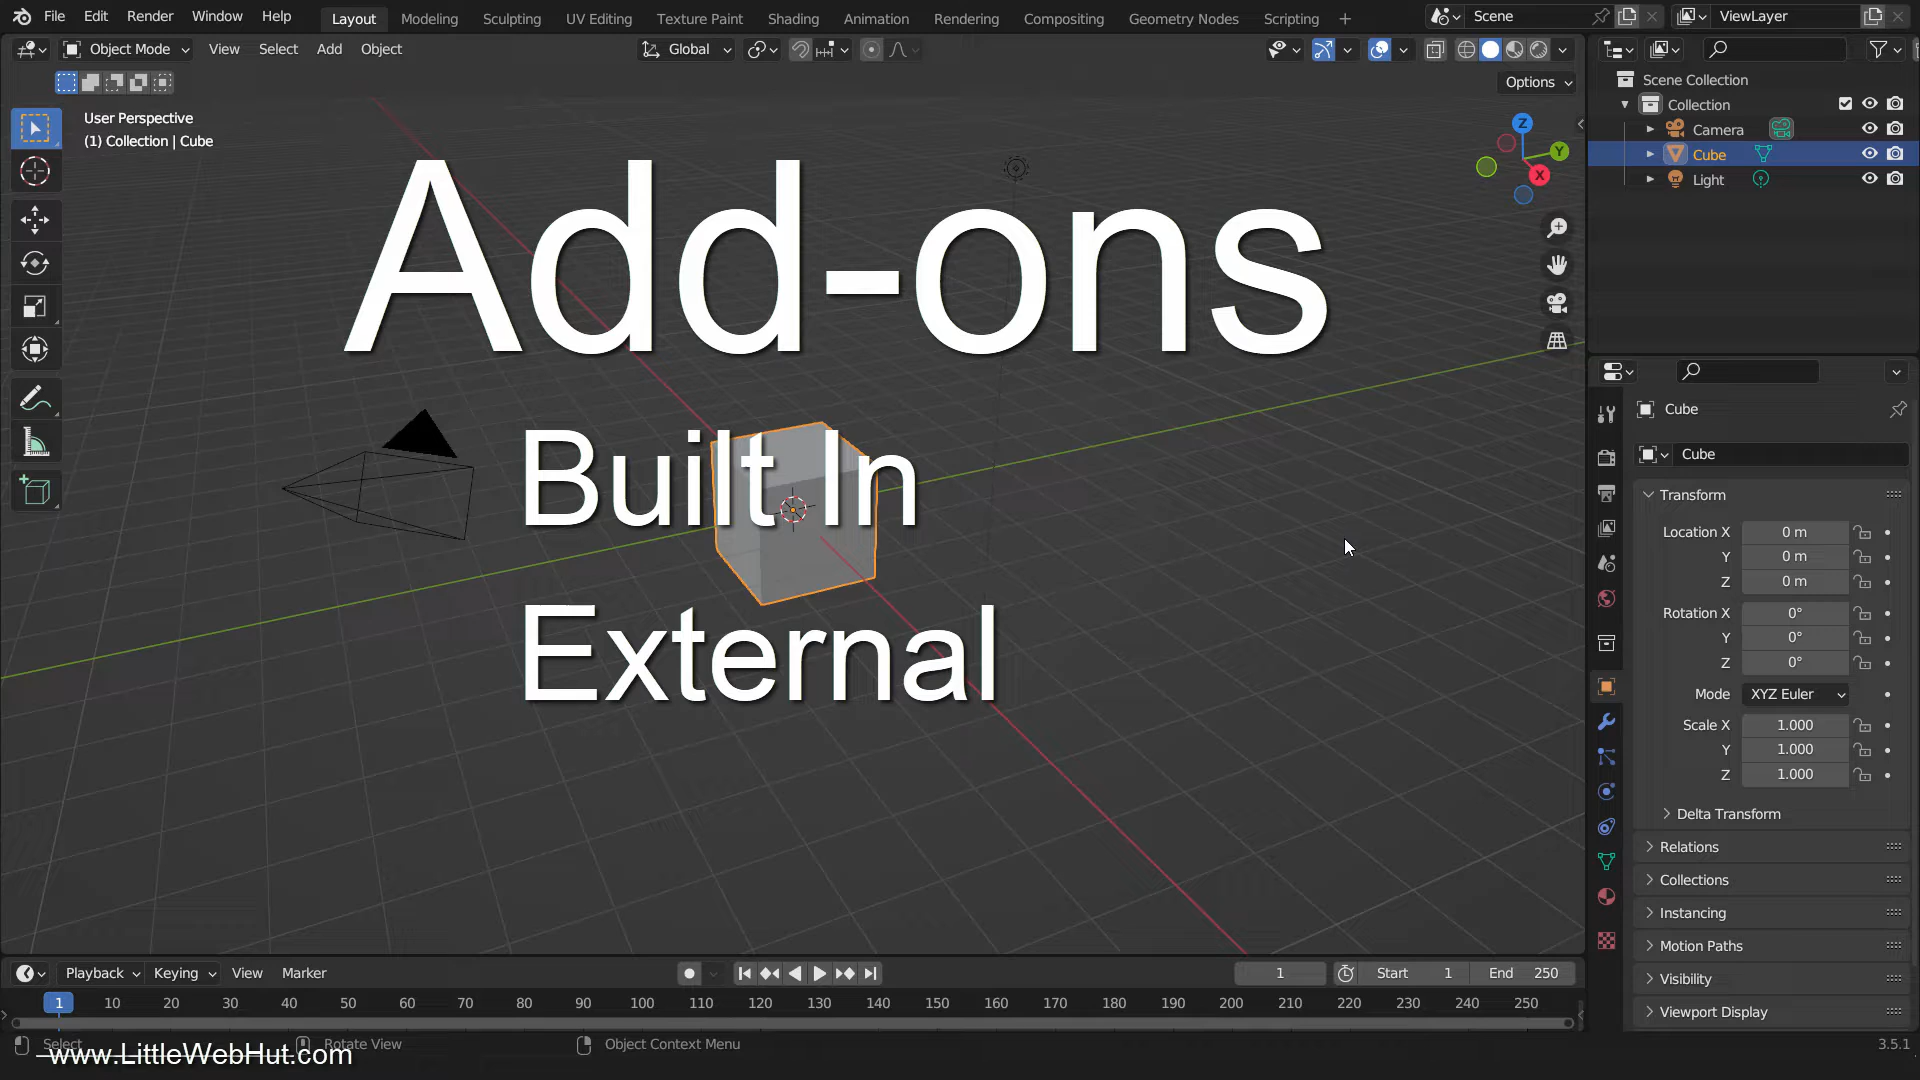 File Edit Render Window Help Layout Modeling Sculpting UV Editing Texture Paint Shading Animation Rendering Compositing Geometry Nodes Scripting + Scene ViewLayer
Object Mode View Select Add Object Global
Options
User Perspective
(1) Collection | Cube
Z
Y
X
Add-ons
Built In
External
Scene Collection
Collection
Camera
Cube
Light
Cube
Cube
Transform
Location X 0 m
Y 0 m
Z 0 m
Rotation X 0°
Y 0°
Z 0°
Mode XYZ Euler
Scale X 1.000
Y 1.000
Z 1.000
Delta Transform
Relations
Collections
Instancing
Motion Paths
Visibility
Viewport Display
Playback Keying View Marker 1 Start 1 End 250
1 10 20 30 40 50 60 70 80 90 100 110 120 130 140 150 160 170 180 190 200 210 220 230 240 250
Select Rotate View Object Context Menu 3.5.1
www.LittleWebHut.com